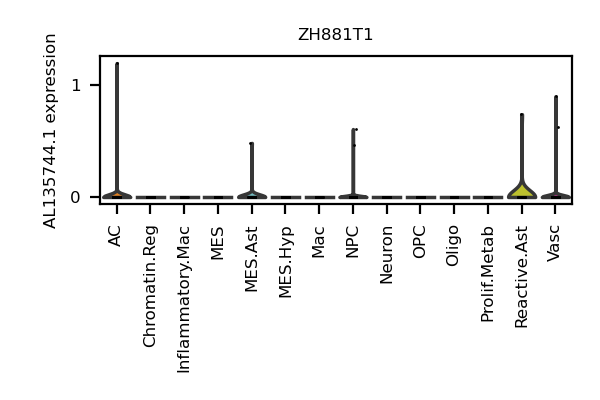 ZH881T1
AL135744.1 expression
1
0
AC
Chromatin.Reg
Inflammatory.Mac
MES
MES.Ast
MES.Hyp
Mac
NPC
Neuron
OPC
Oligo
Prolif.Metab
Reactive.Ast
Vasc